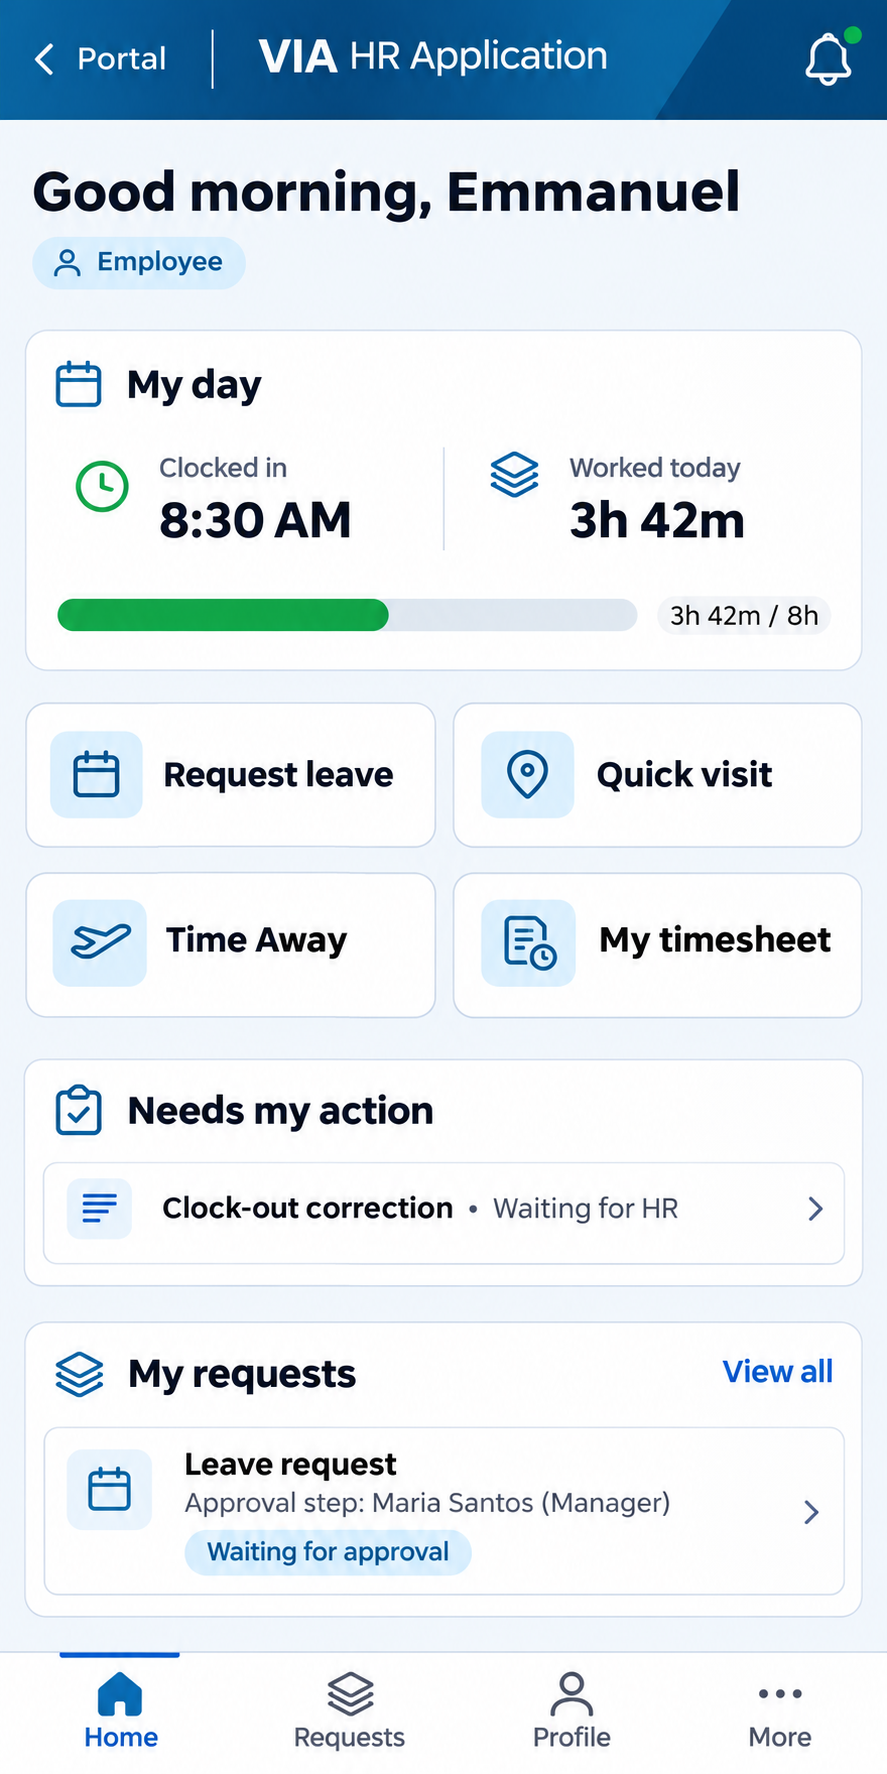 Portal
VIA HR Application
Good morning, Emmanuel
Employee
My day
Clocked in
8:30 AM
Worked today
3h 42m
3h 42m / 8h
Request leave
Quick visit
Time Away
My timesheet
Needs my action
Clock-out correction • Waiting for HR
My requests
View all
Leave request
Approval step: Maria Santos (Manager)
Waiting for approval
Home
Requests
Profile
More